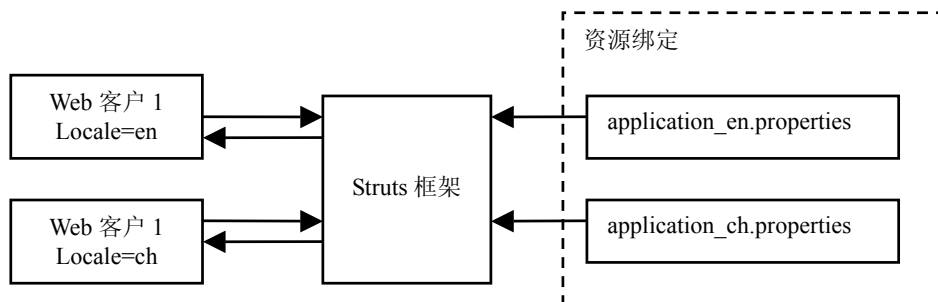 资源绑定
Web 客户 1
Locale=en
application_en.properties
Struts 框架
Web 客户 1
Locale=ch
application_ch.properties